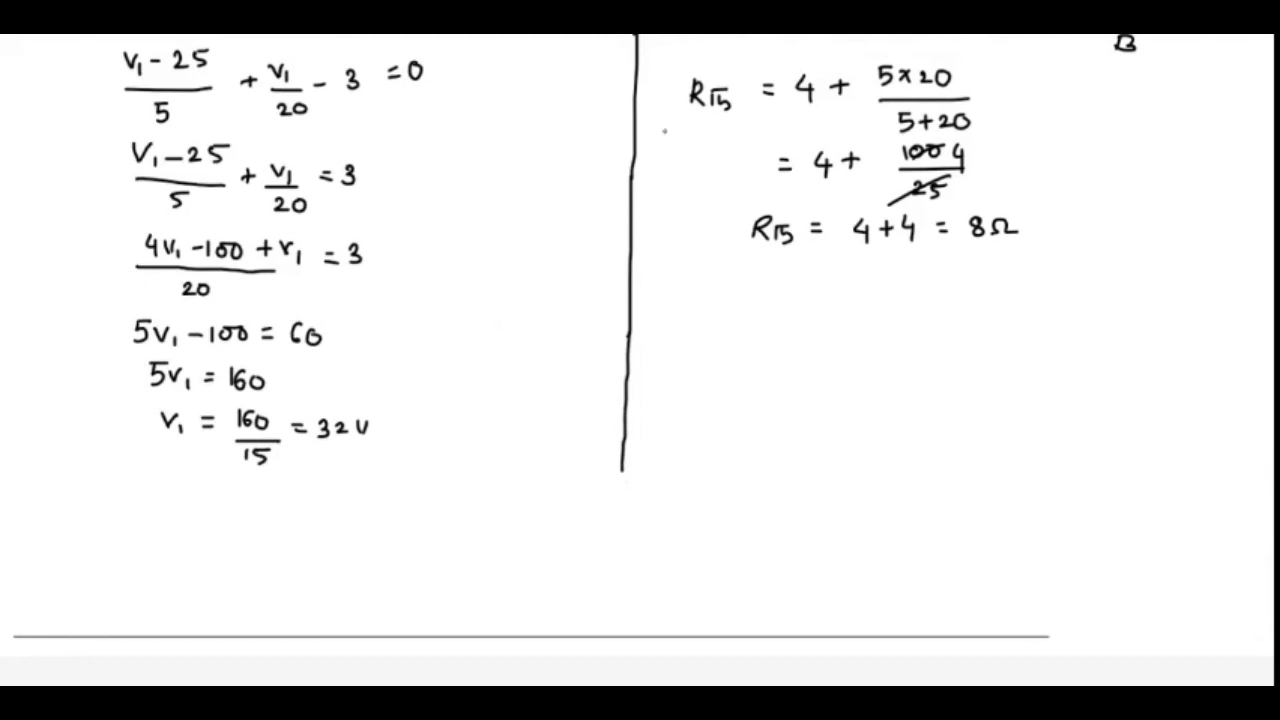 (V₁ - 25)/5 + V₁/20 - 3 = 0
(V₁ - 25)/5 + V₁/20 = 3
(4V₁ - 100 + V₁)/20 = 3
5V₁ - 100 = 60
5V₁ = 160
V₁ = 160/15 = 32V
B
R_Th = 4 + (5×20)/(5+20)
= 4 + 100 4/25
R_Th = 4 + 4 = 8Ω